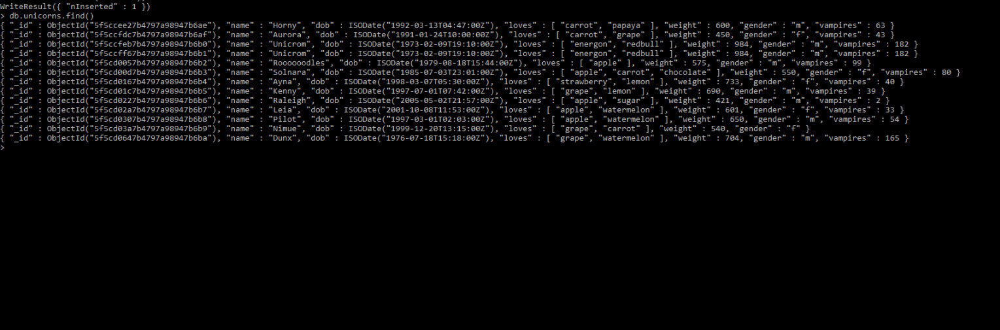 WriteResult({ "nInserted" : 1 })
> db.unicorns.find()
{ "_id" : ObjectId("5f5ccee27b4797a98947b6ae"), "name" : "Horny", "dob" : ISODate("1992-03-13T04:47:00Z"), "loves" : [ "carrot", "papaya" ], "weight" : 600, "gender" : "m", "vampires" : 63 }
{ "_id" : ObjectId("5f5ccfdc7b4797a98947b6af"), "name" : "Aurora", "dob" : ISODate("1991-01-24T10:00:00Z"), "loves" : [ "carrot", "grape" ], "weight" : 450, "gender" : "f", "vampires" : 43 }
{ "_id" : ObjectId("5f5ccfeb7b4797a98947b6b0"), "name" : "Unicrom", "dob" : ISODate("1973-02-09T19:10:00Z"), "loves" : [ "energon", "redbull" ], "weight" : 984, "gender" : "m", "vampires" : 182 }
{ "_id" : ObjectId("5f5ccff67b4797a98947b6b1"), "name" : "Unicrom", "dob" : ISODate("1973-02-09T19:10:00Z"), "loves" : [ "energon", "redbull" ], "weight" : 984, "gender" : "m", "vampires" : 182 }
{ "_id" : ObjectId("5f5cd0057b4797a98947b6b2"), "name" : "Roooooodles", "dob" : ISODate("1979-08-18T15:44:00Z"), "loves" : [ "apple" ], "weight" : 575, "gender" : "m", "vampires" : 99 }
{ "_id" : ObjectId("5f5cd00d7b4797a98947b6b3"), "name" : "Solnara", "dob" : ISODate("1985-07-03T23:01:00Z"), "loves" : [ "apple", "carrot", "chocolate" ], "weight" : 550, "gender" : "f", "vampires" : 80 }
{ "_id" : ObjectId("5f5cd0167b4797a98947b6b4"), "name" : "Ayna", "dob" : ISODate("1998-03-07T05:30:00Z"), "loves" : [ "strawberry", "lemon" ], "weight" : 733, "gender" : "f", "vampires" : 40 }
{ "_id" : ObjectId("5f5cd01c7b4797a98947b6b5"), "name" : "Kenny", "dob" : ISODate("1997-07-01T07:42:00Z"), "loves" : [ "grape", "lemon" ], "weight" : 690, "gender" : "m", "vampires" : 39 }
{ "_id" : ObjectId("5f5cd0227b4797a98947b6b6"), "name" : "Raleigh", "dob" : ISODate("2005-05-02T21:57:00Z"), "loves" : [ "apple", "sugar" ], "weight" : 421, "gender" : "m", "vampires" : 2 }
{ "_id" : ObjectId("5f5cd02a7b4797a98947b6b7"), "name" : "Leia", "dob" : ISODate("2001-10-08T11:53:00Z"), "loves" : [ "apple", "watermelon" ], "weight" : 601, "gender" : "f", "vampires" : 33 }
{ "_id" : ObjectId("5f5cd0307b4797a98947b6b8"), "name" : "Pilot", "dob" : ISODate("1997-03-01T02:03:00Z"), "loves" : [ "apple", "watermelon" ], "weight" : 650, "gender" : "m", "vampires" : 54 }
{ "_id" : ObjectId("5f5cd03a7b4797a98947b6b9"), "name" : "Nimue", "dob" : ISODate("1999-12-20T13:15:00Z"), "loves" : [ "grape", "carrot" ], "weight" : 540, "gender" : "f" }
{ "_id" : ObjectId("5f5cd0647b4797a98947b6ba"), "name" : "Dunx", "dob" : ISODate("1976-07-18T15:18:00Z"), "loves" : [ "grape", "watermelon" ], "weight" : 704, "gender" : "m", "vampires" : 165 }
>